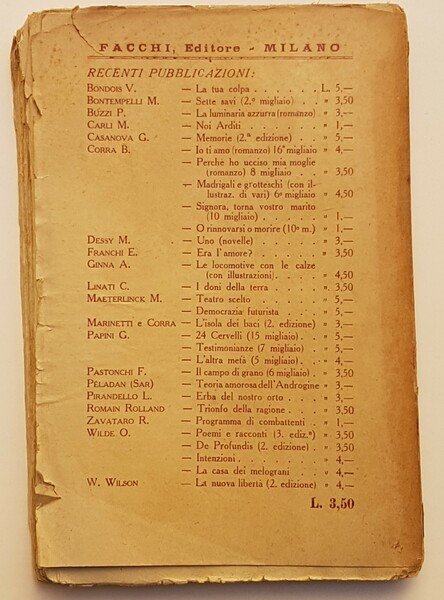 FACCHI, Editore - MILANO
RECENTI PUBBLICAZIONI:
BONDOIS V. — La tua colpa . . . . . . L. 5,—
BONTEMPELLI M. — Sette savi (2.º migliaio) . . » 3,50
BUZZI P. — La luminaria azzurra (romanzo) » 3,—
CARLI M. — Noi Arditi . . . . . . » 1,—
CASANOVA G. — Memorie (2.ª edizione) . . » 5,—
CORRA B. — Io ti amo (romanzo) 16º migliaio » 4,—
— Perchè ho ucciso mia moglie
(romanzo) 8 migliaio . . » 3,50
— Madrigali e grotteschi (con il-
lustraz. di vari) 6º migliaio » 4,50
— Signora, torna vostro marito
(10 migliaio) . . . . . » 1,—
— O rinnovarsi o morire (10º m.) » 1,—
DESSY M. — Uno (novelle) . . . . . » 3,—
FRANCHI E. — Era l'amore? . . . . . » 3,50
GINNA A. — Le locomotive con le calze
(con illustrazioni) . . . . » 4,50
LINATI C. — I doni della terra . . . . » 3,50
MAETERLINCK M. — Teatro scelto . . . . . » 5,—
— Democrazia futurista . . . » 5,—
MARINETTI e CORRA — L'isola dei baci (2. edizione) » 3,—
PAPINI G. — 24 Cervelli (15 migliaio) . . » 5,—
— Testimonianze (7 migliaio) . » 5,—
— L'altra metà (5 migliaio) . . » 4,—
PASTONCHI F. — Il campo di grano (6 migliaio) » 3,50
PÈLADAN (SAR) — Teoria amorosa dell'Androgine » 3,—
PIRANDELLO L. — Erba del nostro orto . . . » 3,—
ROMAIN ROLLAND — Trionfo della ragione . . . » 3,50
ZAVATARO R. — Programma di combattenti . » 1,—
WILDE O. — Poemi e racconti (3. ediz.ª) » 3,50
— De Profundis (2. edizione) . » 3,50
— Intenzioni . . . . . . . » 4,—
— La casa dei melograni . . » 4,—
W. WILSON — La nuova libertà (2. edizione) » 4,—
L. 3,50